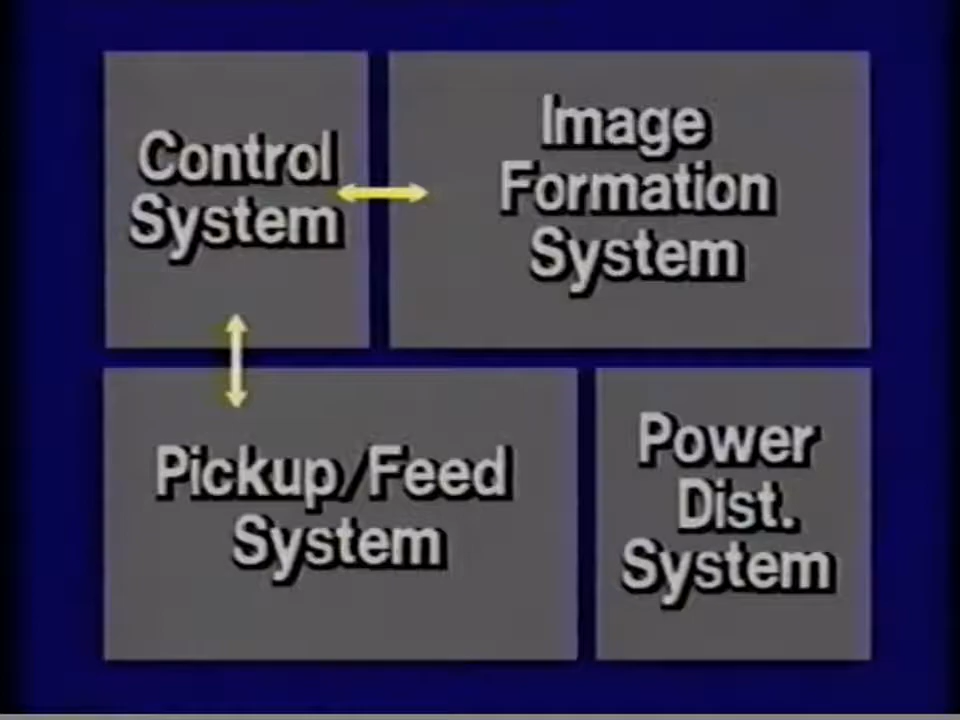 Control
System
Image
Formation
System
Pickup/Feed
System
Power
Dist.
System